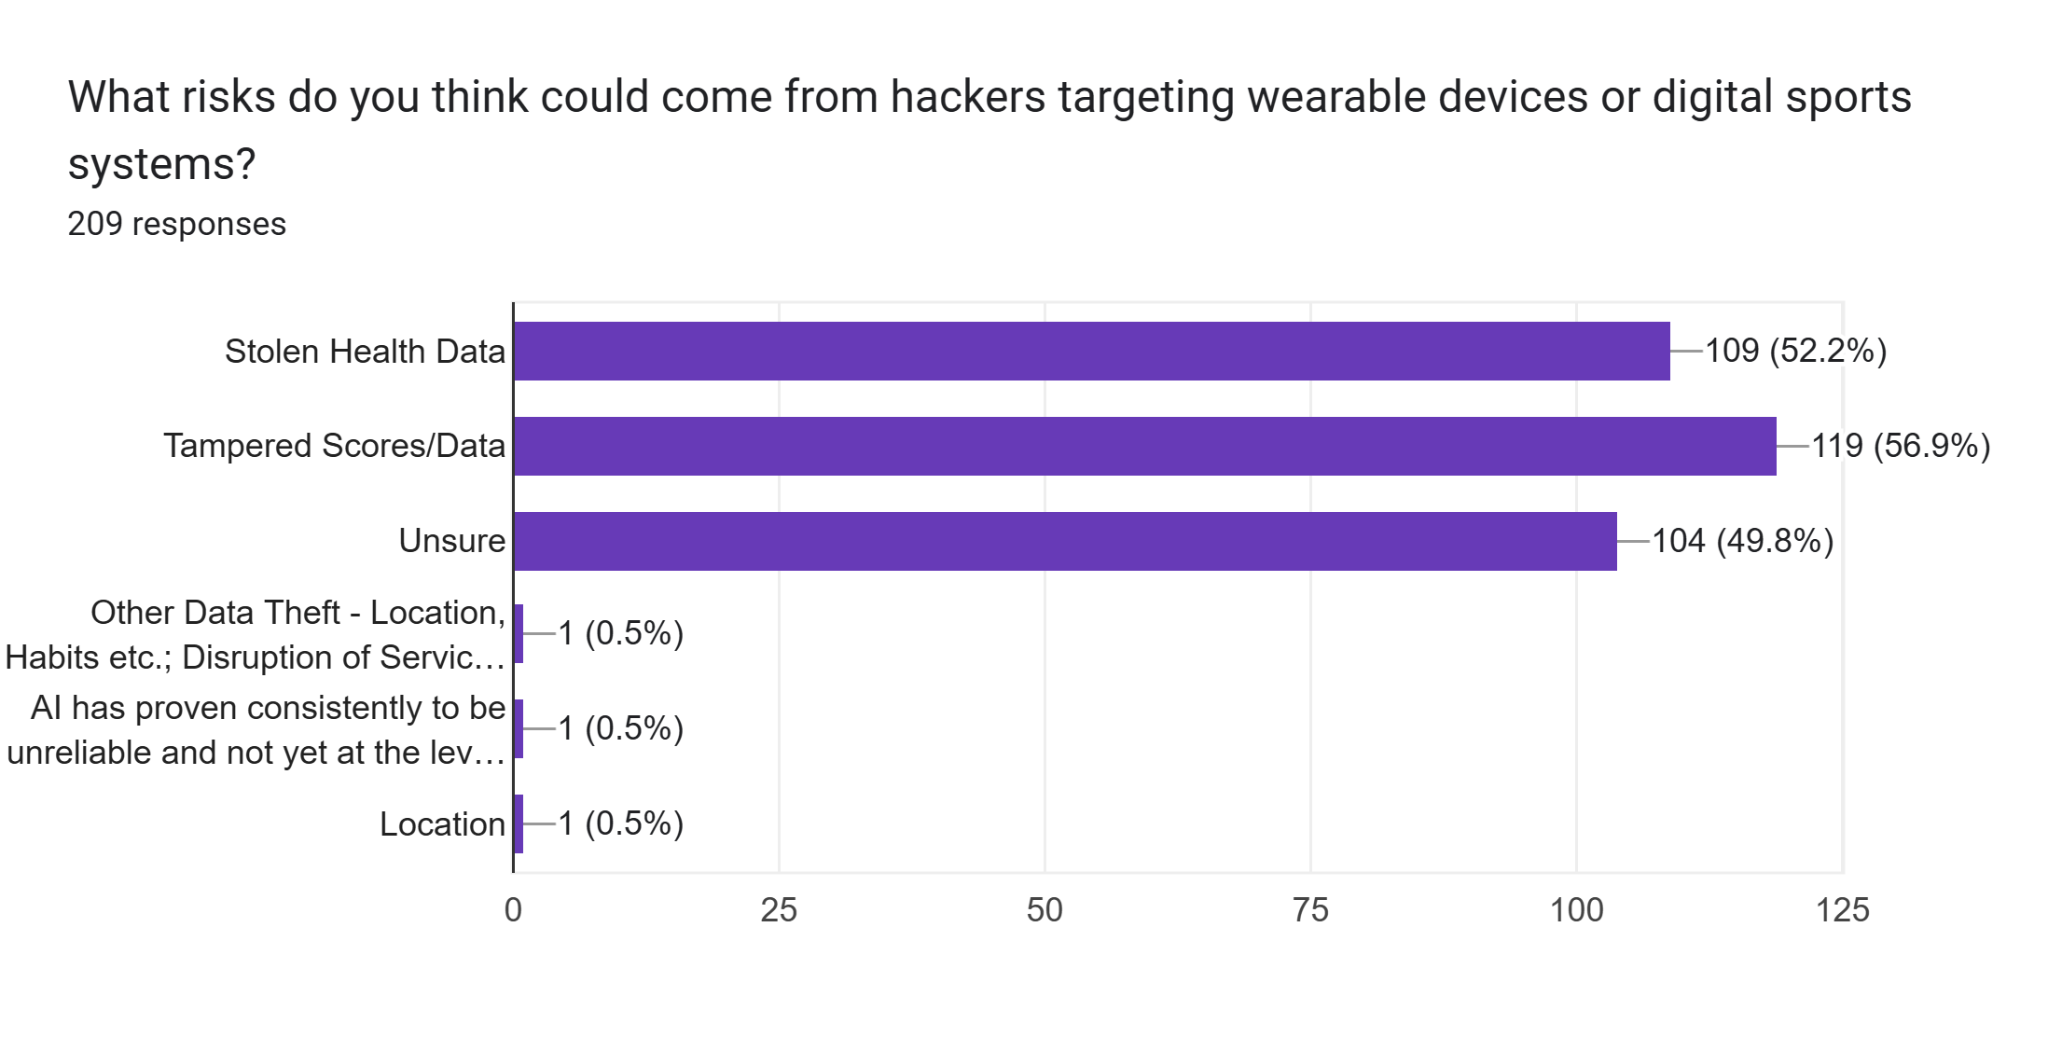 What risks do you think could come from hackers targeting wearable devices or digital sports
systems?
209 responses
Stolen Health Data
109 (52.2%)
Tampered Scores/Data
119 (56.9%)
Unsure
104 (49.8%)
Other Data Theft - Location,
Habits etc.; Disruption of Servic…
1 (0.5%)
AI has proven consistently to be
unreliable and not yet at the lev…
1 (0.5%)
Location
1 (0.5%)
0 25 50 75 100 125